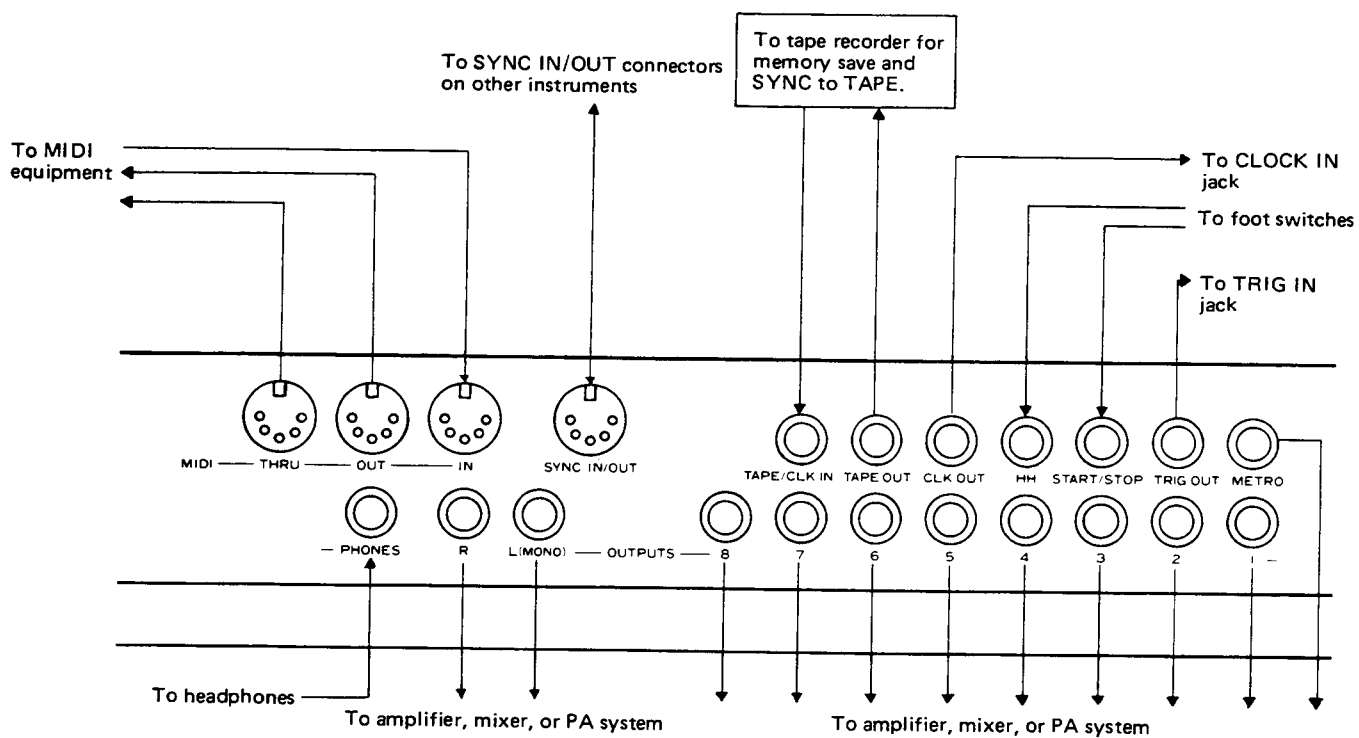 To tape recorder for
memory save and
SYNC to TAPE.
To SYNC IN/OUT connectors
on other instruments
To MIDI
equipment
To CLOCK IN
jack
To foot switches
To TRIG IN
jack
MIDI THRU OUT IN SYNC IN/OUT TAPE/CLK IN TAPE OUT CLK OUT HH START/STOP TRIG OUT METRO
PHONES R L(MONO) OUTPUTS 8 7 6 5 4 3 2 1
To headphones
To amplifier, mixer, or PA system
To amplifier, mixer, or PA system